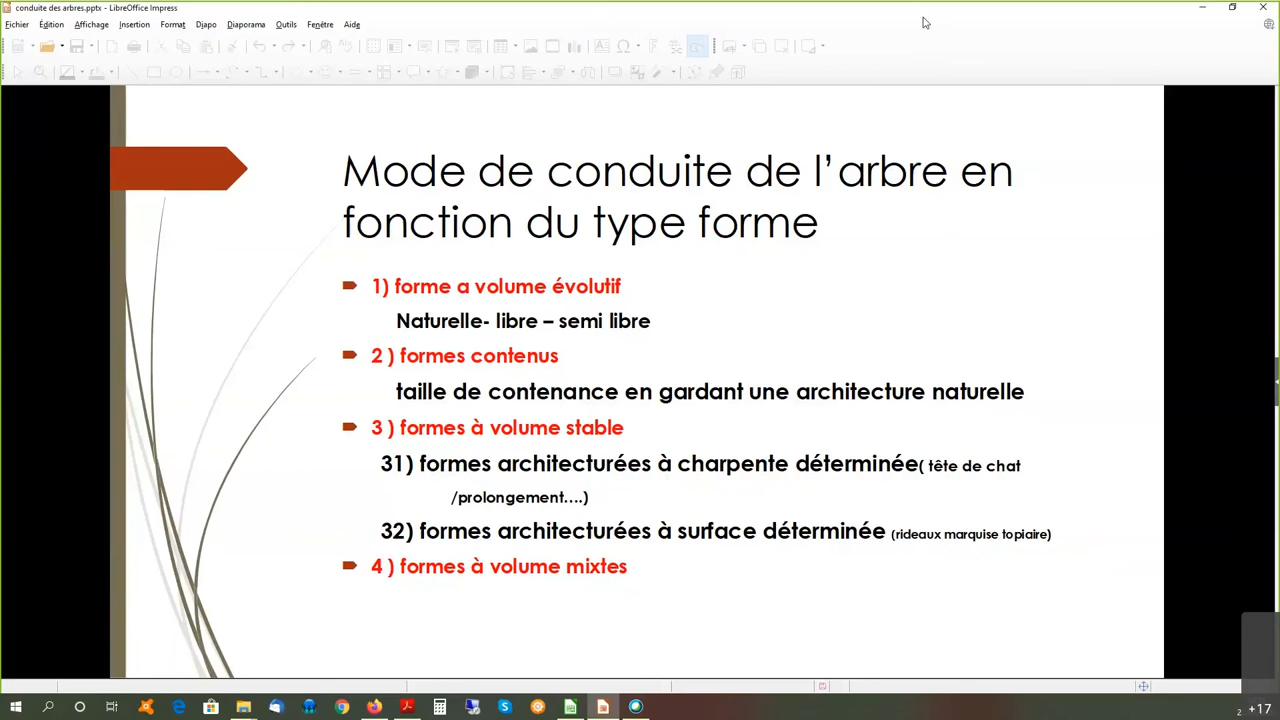 conduite des arbres.pptx - LibreOffice Impress
Fichier Édition Affichage Insertion Format Diapo Diaporama Outils Fenêtre Aide
Mode de conduite de l’arbre en
fonction du type forme
1) forme a volume évolutif
Naturelle- libre – semi libre
2 ) formes contenus
taille de contenance en gardant une architecture naturelle
3 ) formes à volume stable
31) formes architecturées à charpente déterminée( tête de chat
/prolongement....)
32) formes architecturées à surface déterminée (rideaux marquise topiaire)
4 ) formes à volume mixtes
2 +17